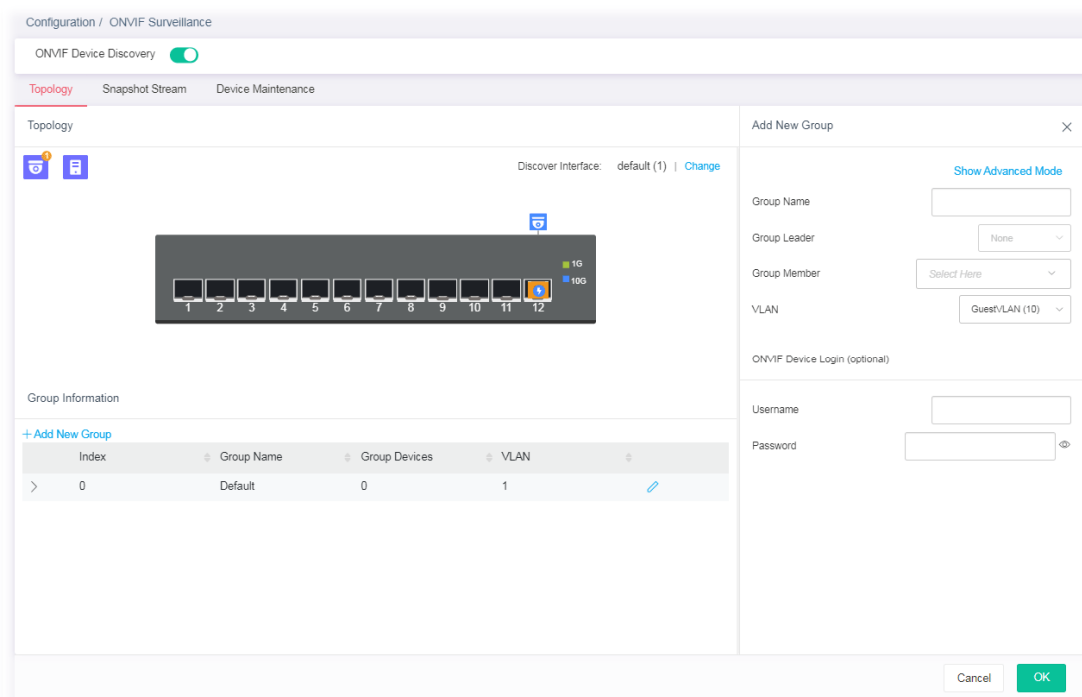 Configuration / ONVIF Surveillance
ONVIF Device Discovery
Topology Snapshot Stream Device Maintenance
Topology
1
Discover Interface: default (1) | Change
1G
10G
1 2 3 4 5 6 7 8 9 10 11 12
Group Information
+Add New Group
Index Group Name Group Devices VLAN
0 Default 0 1
Add New Group
Show Advanced Mode
Group Name
Group Leader None
Group Member Select Here
VLAN GuestVLAN (10)
ONVIF Device Login (optional)
Username
Password
Cancel OK